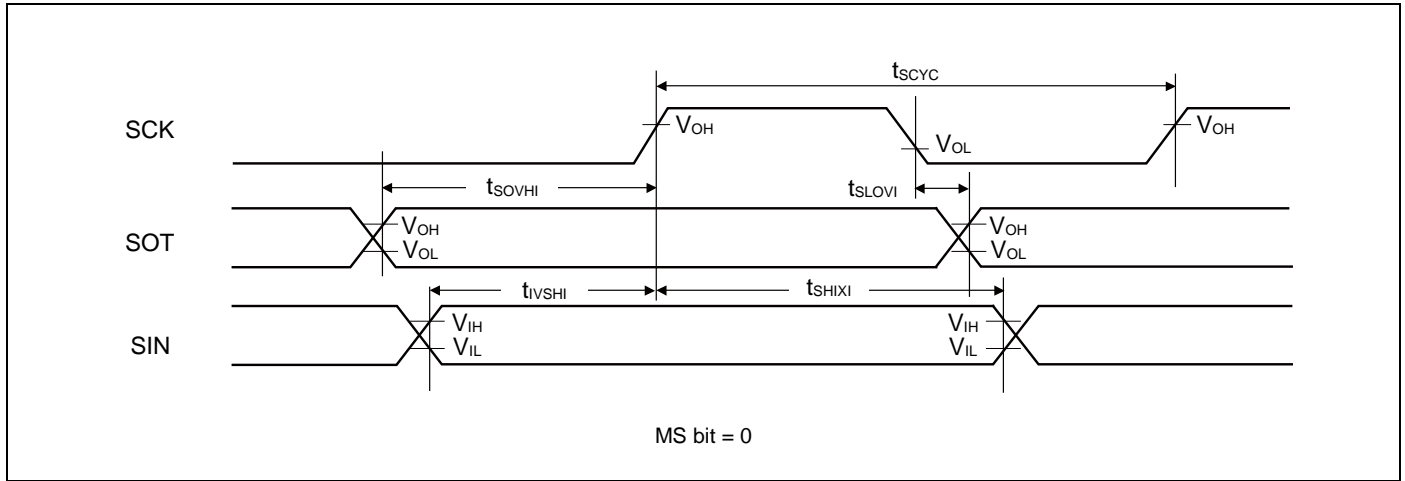 tSCYC
SCK
VOH
VOL
VOH
tSOVHI
tSLOVI
SOT
VOH
VOL
VOH
VOL
tIVSHI
tSHIXI
SIN
VIH
VIL
VIH
VIL
MS bit = 0